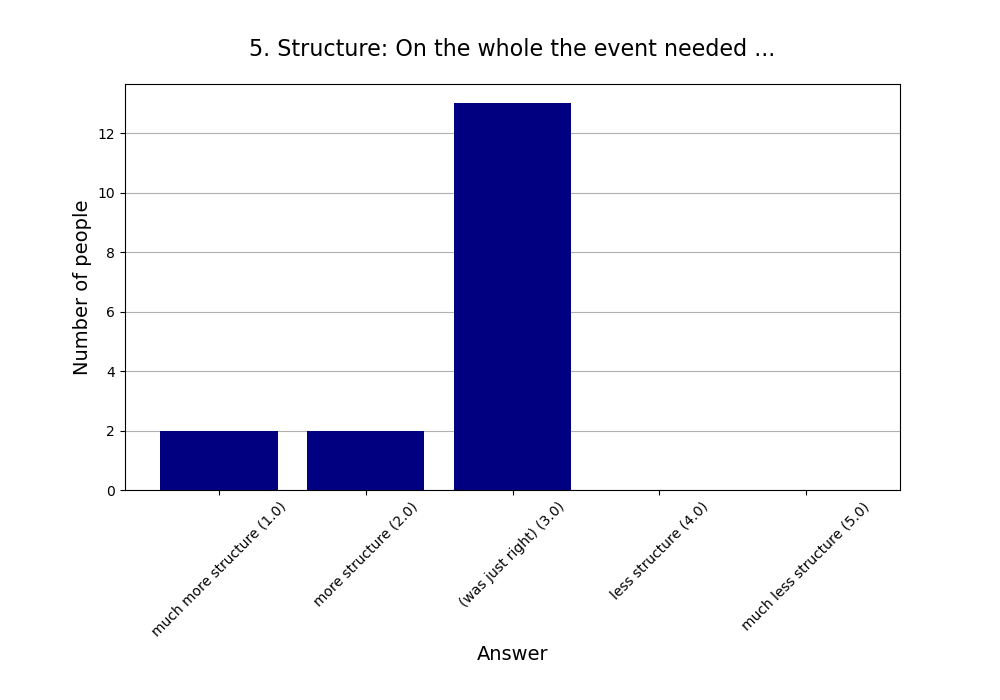 5. Structure: On the whole the event needed ...
Number of people
12
10
8
6
4
2
0
much more structure (1.0)
more structure (2.0)
(was just right) (3.0)
less structure (4.0)
much less structure (5.0)
Answer